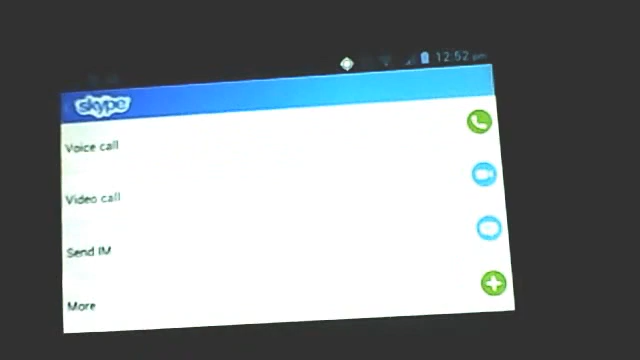 12:52 pm
skype
Voice call
Video call
Send IM
More